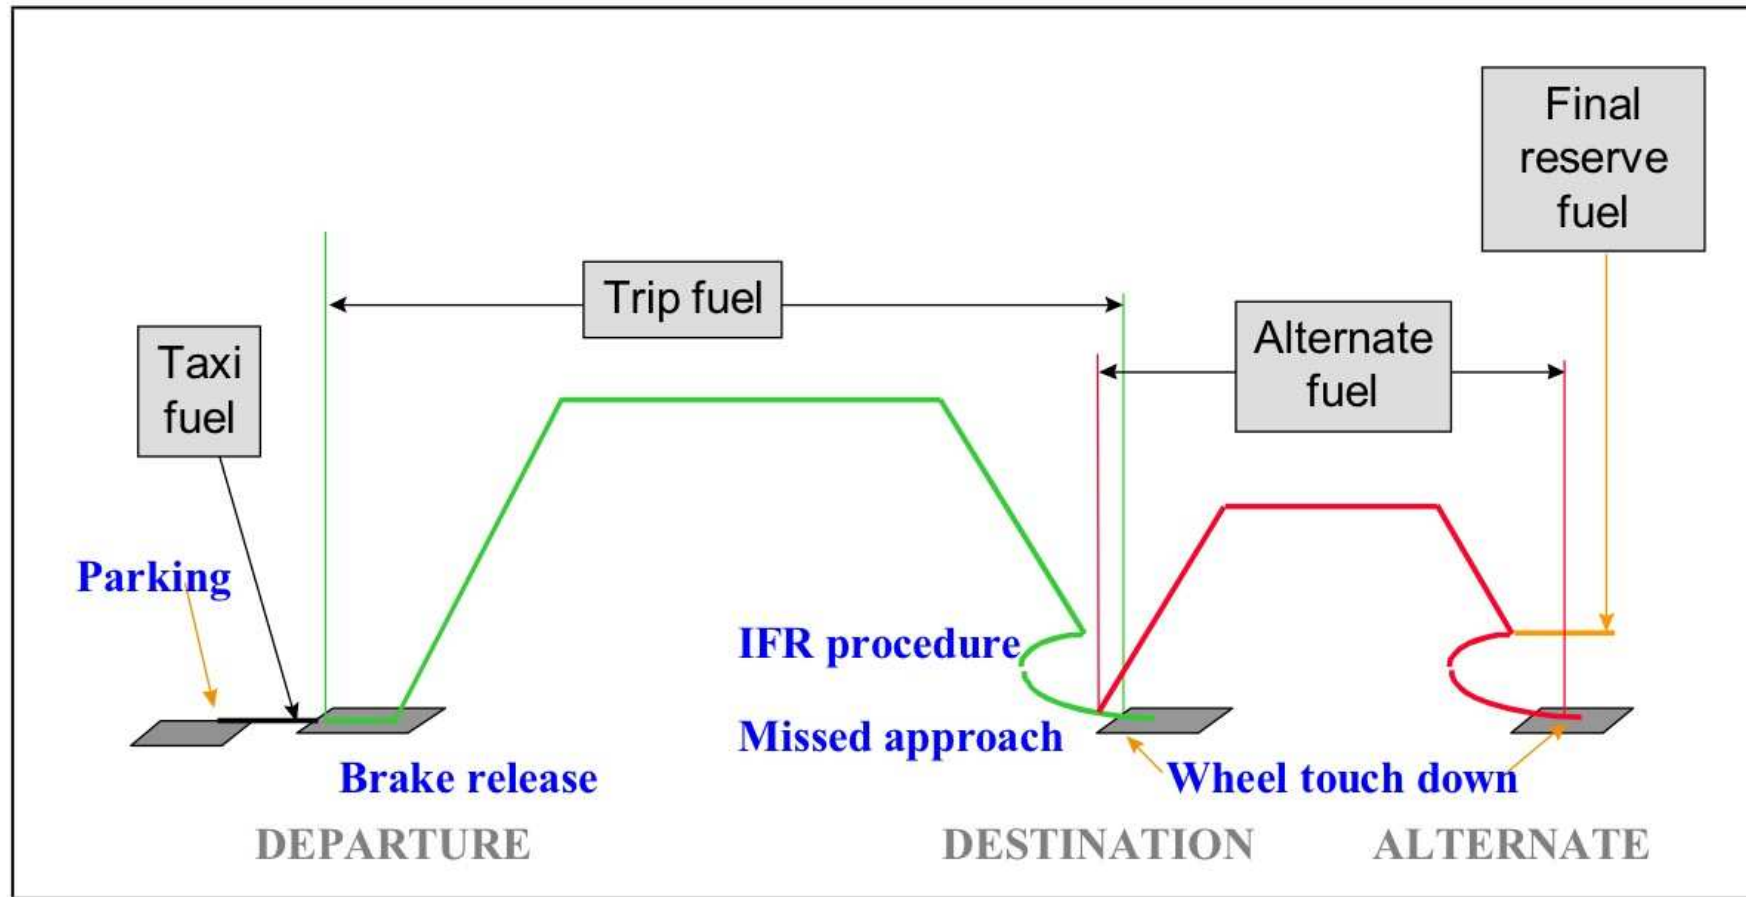 Final
reserve
fuel
Trip fuel
Alternate
fuel
Taxi
fuel
Parking
IFR procedure
Missed approach
Brake release
Wheel touch down
DEPARTURE
DESTINATION
ALTERNATE